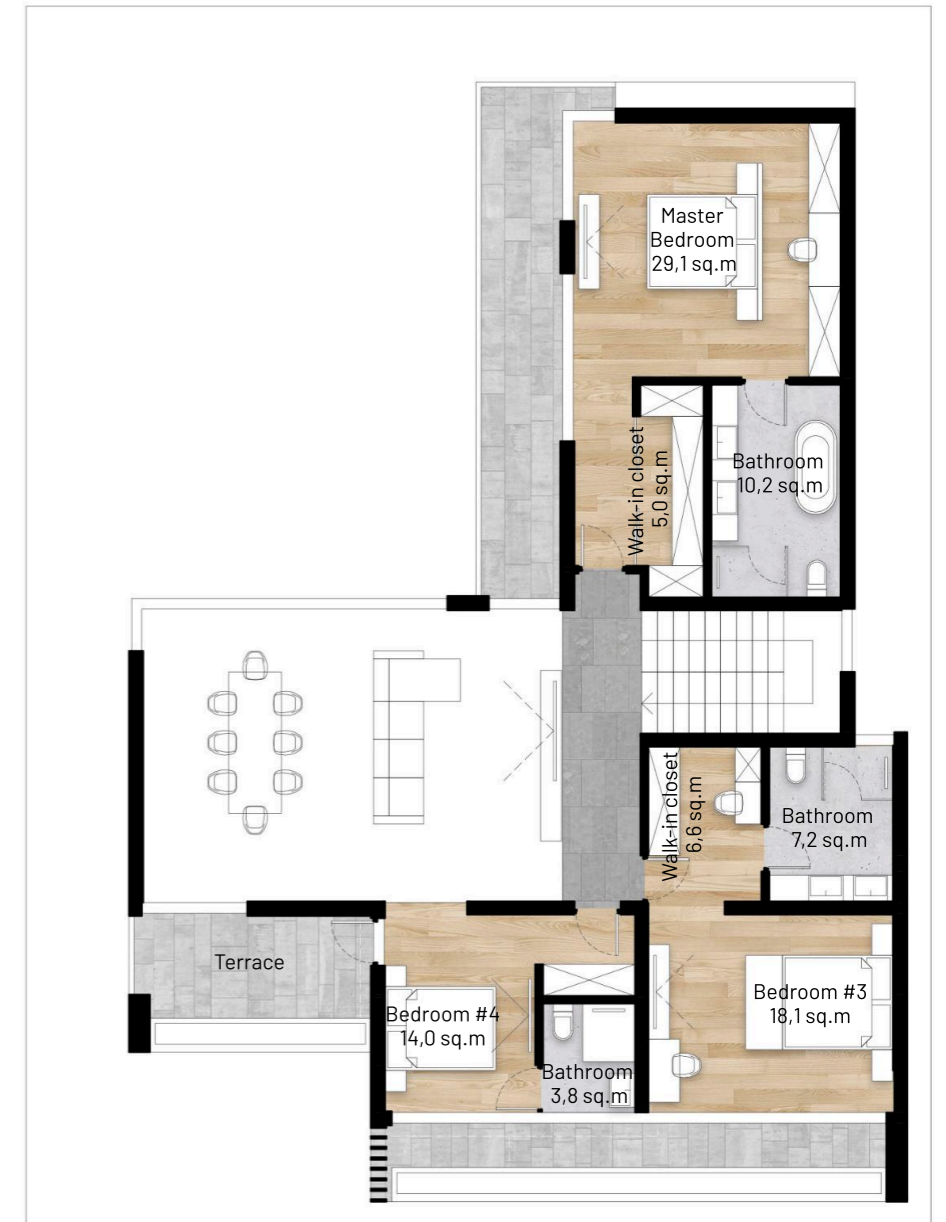 Master
Bedroom
29,1 sq.m
Walk-in closet
5,0 sq.m
Bathroom
10,2 sq.m
Walk-in closet
6,6 sq.m
Bathroom
7,2 sq.m
Terrace
Bedroom #4
14,0 sq.m
Bedroom #3
18,1 sq.m
Bathroom
3,8 sq.m